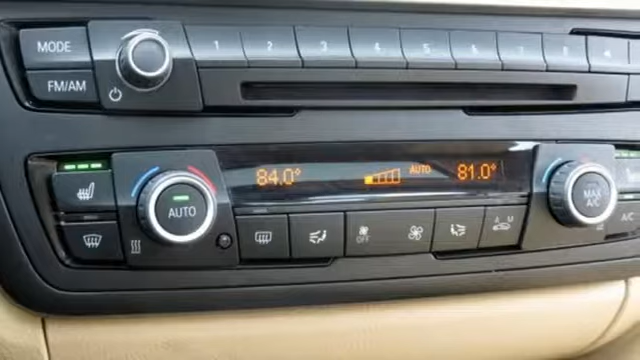 MODE 1 2 3 4 5 6 7 8
FM/AM
84.0° AUTO 81.0°
AUTO MAX A/C
OFF A M A/C